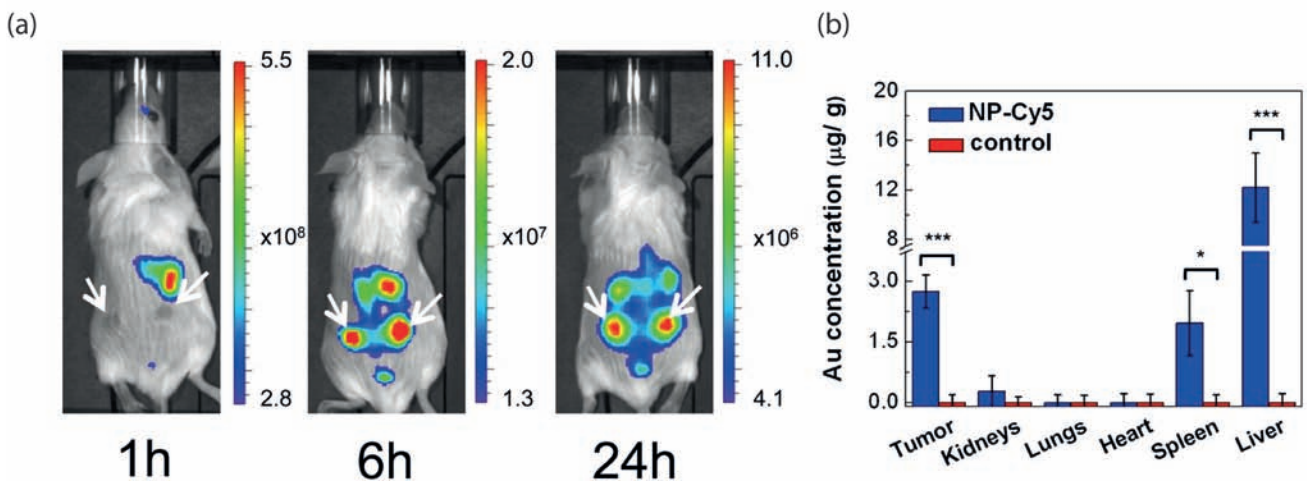 (a)
5.5
x10⁸
2.8
1h
2.0
x10⁷
1.3
6h
11.0
x10⁶
4.1
24h
(b)
Au concentration (µg/ g)
20
16
12
8
3.0
1.5
0.0
NP-Cy5
control
***
*
***
Tumor
Kidneys
Lungs
Heart
Spleen
Liver